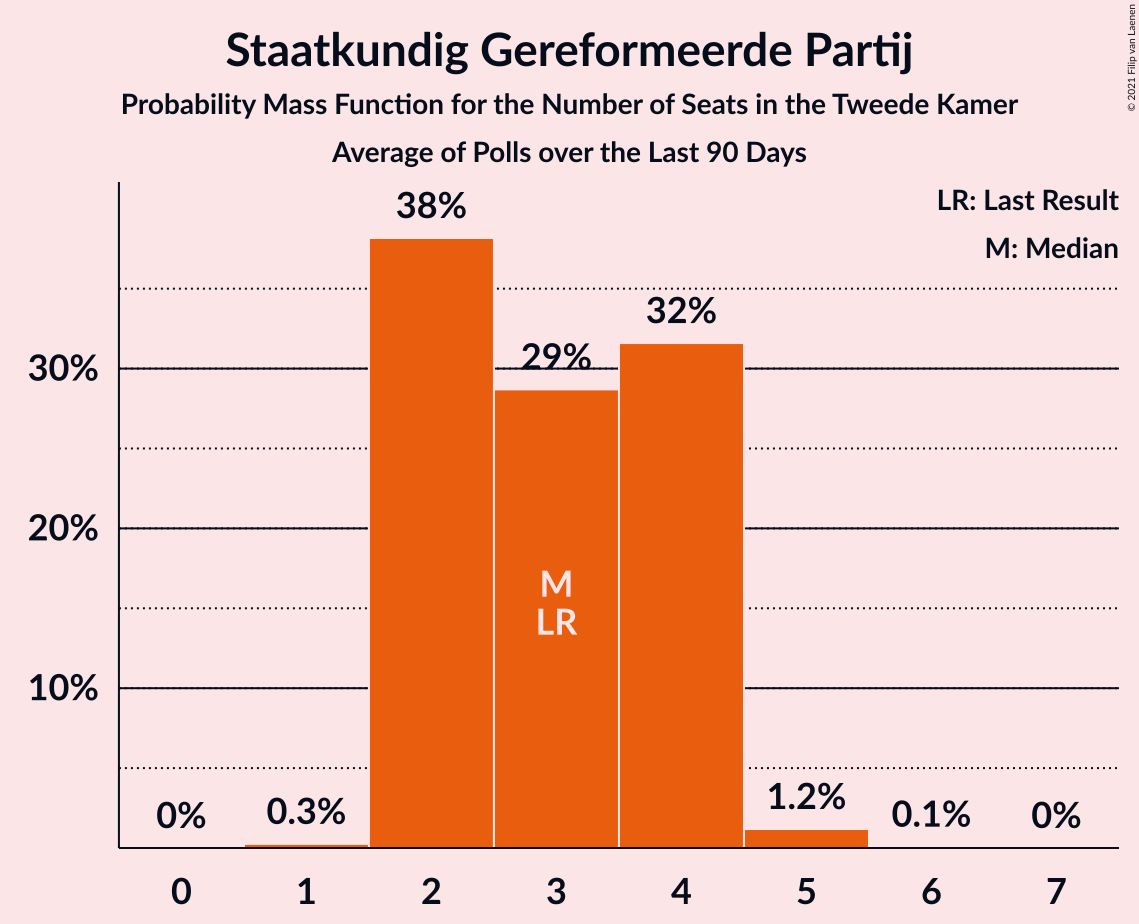 Staatkundig Gereformeerde Partij
Probability Mass Function for the Number of Seats in the Tweede Kamer
Average of Polls over the Last 90 Days
© 2021 Filip van Laenen
LR: Last Result
M: Median
38%
32%
29%
30%
20%
10%
M
LR
0%
0.3%
1.2%
0.1%
0%
0 1 2 3 4 5 6 7